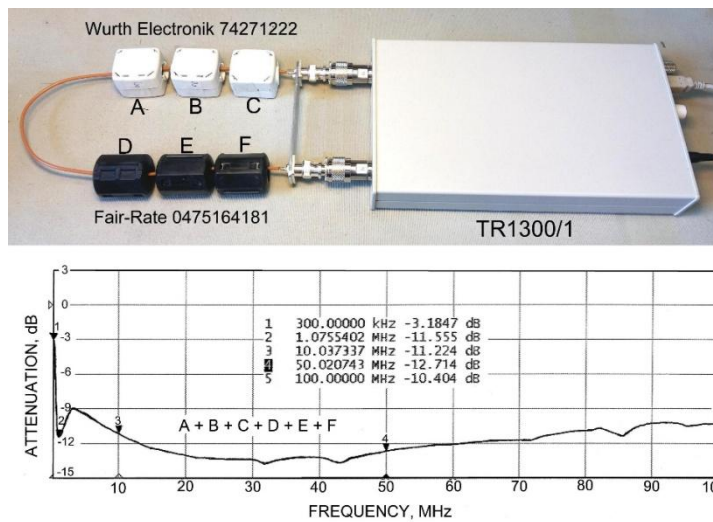 Wurth Electronik 74271222
A B C
D E F
Fair-Rate 0475164181
TR1300/1
ATTENUATION, dB
3
0
-3
-6
-9
-12
-15
1
2
3
4
1 300.00000 kHz -3.1847 dB
2 1.0755402 MHz -11.555 dB
3 10.037337 MHz -11.224 dB
4 50.020743 MHz -12.714 dB
5 100.00000 MHz -10.404 dB
A + B + C + D + E + F
10 20 30 40 50 60 70 80 90 100
FREQUENCY, MHz